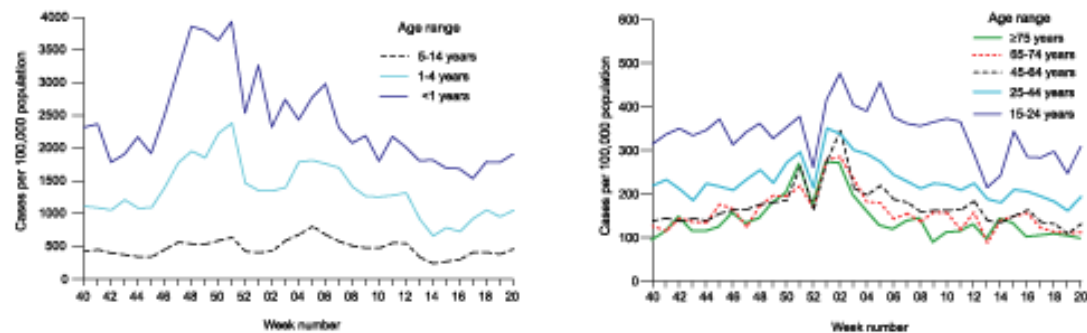 Cases per 100,000 population
4000
3500
3000
2500
2000
1500
1000
500
0
Age range
5-14 years
1-4 years
<1 years
40 42 44 46 48 50 52 02 04 06 08 10 12 14 16 18 20
Week number
Cases per 100,000 population
600
500
400
300
200
100
0
Age range
≥75 years
65-74 years
45-64 years
25-44 years
15-24 years
40 42 44 46 48 50 52 02 04 06 08 10 12 14 16 18 20
Week number